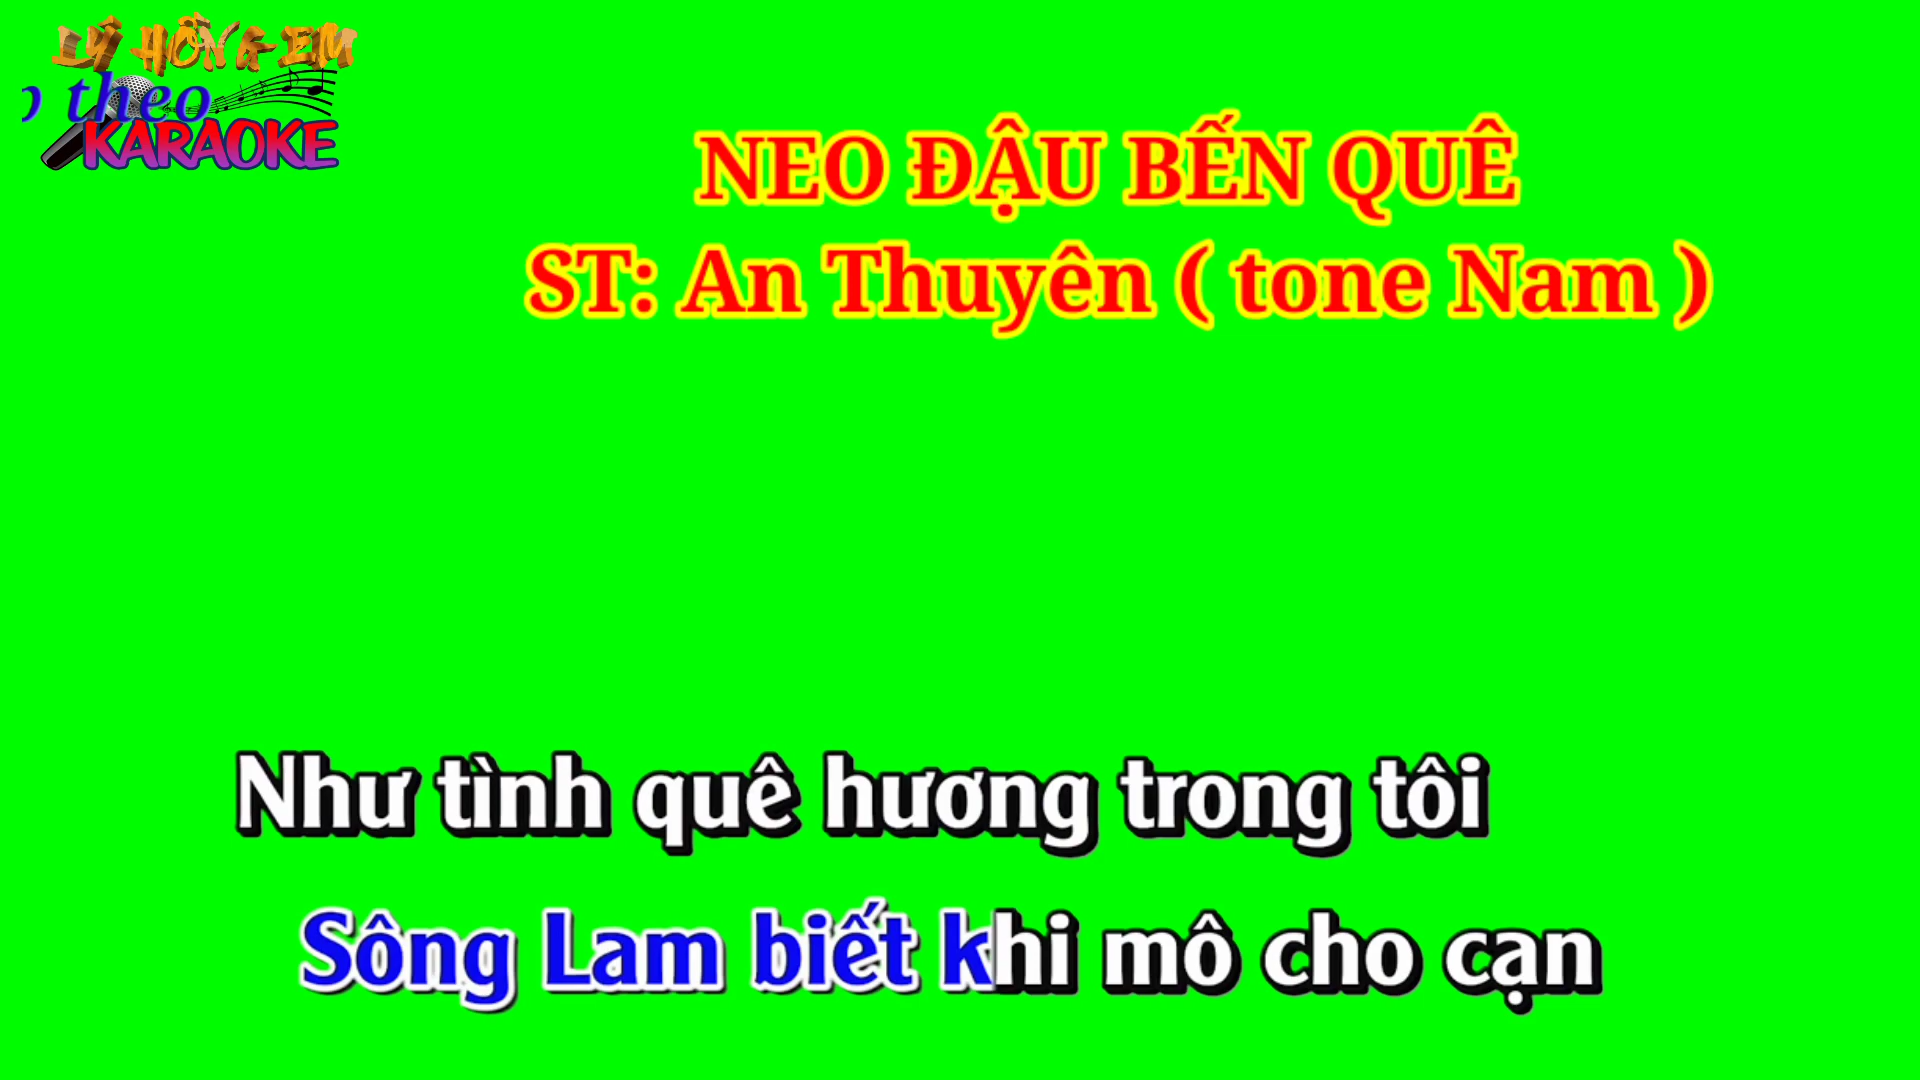 LÝ HỒNG EM
theo
KARAOKE
NEO ĐẬU BẾN QUÊ
ST: An Thuyên ( tone Nam )
Như tình quê hương trong tôi
Sông Lam biết khi mô cho cạn